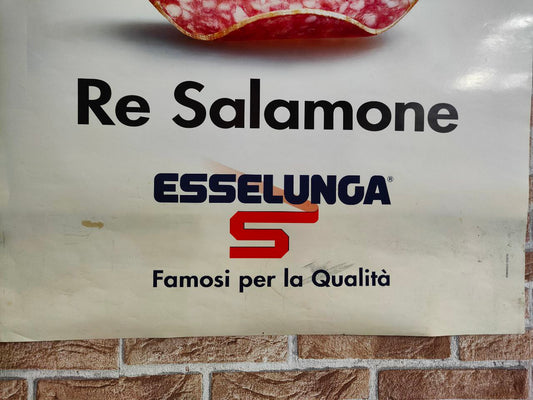 Re Salamone
ESSELUNGA®
Famosi per la Qualità